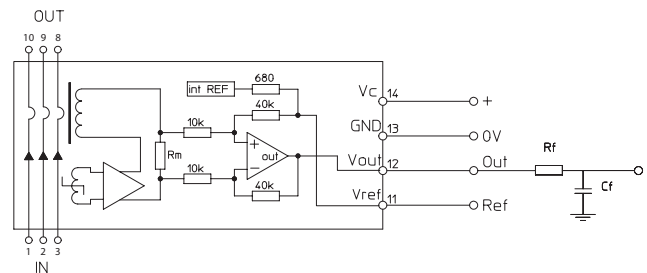 OUT
10 9 8
680
int REF
Vc 14 +
40k
10k
GND 13 0V
Rm
+
out
Vout 12 Out Rf
10k
-
Cf
40k
Vref 11 Ref
1 2 3
IN